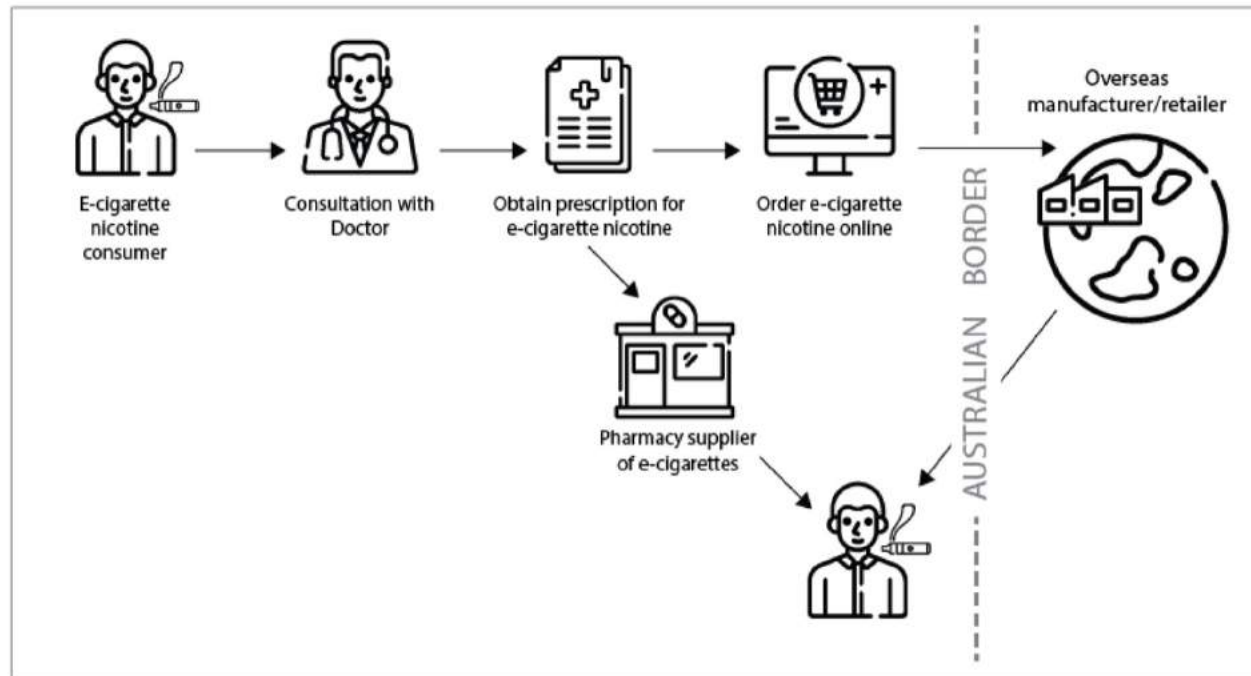 Overseas
manufacturer/retailer
E-cigarette
nicotine
consumer
Consultation with
Doctor
Obtain prescription for
e-cigarette nicotine
Order e-cigarette
nicotine online
AUSTRALIAN BORDER
Pharmacy supplier
of e-cigarettes